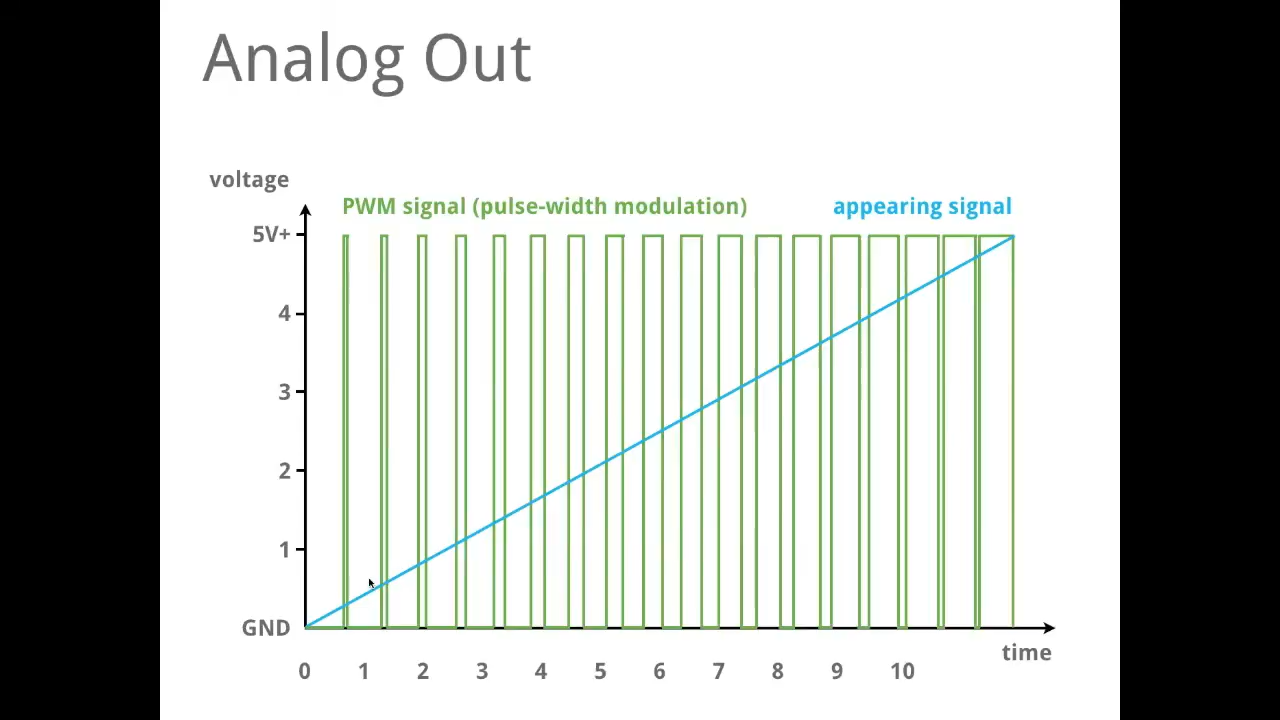 Analog Out
voltage
PWM signal (pulse-width modulation) appearing signal
5V+
4
3
2
1
GND
time
0 1 2 3 4 5 6 7 8 9 10